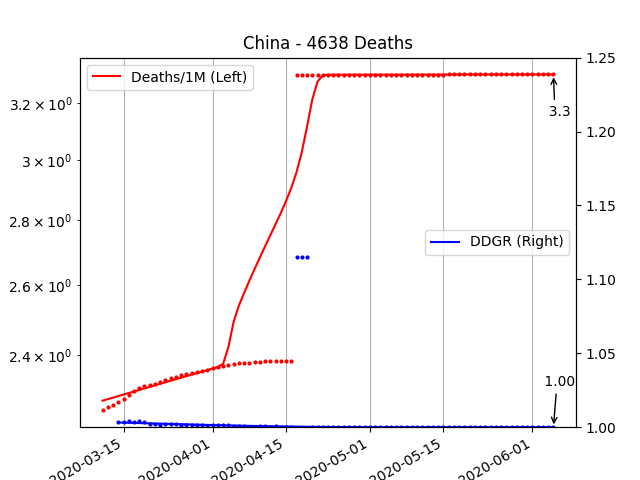 China - 4638 Deaths
Deaths/1M (Left)
3.2 × 10⁰
3 × 10⁰
2.8 × 10⁰
2.6 × 10⁰
2.4 × 10⁰
1.25
1.20
1.15
1.10
1.05
1.00
3.3
DDGR (Right)
1.00
2020-03-15
2020-04-01
2020-04-15
2020-05-01
2020-05-15
2020-06-01